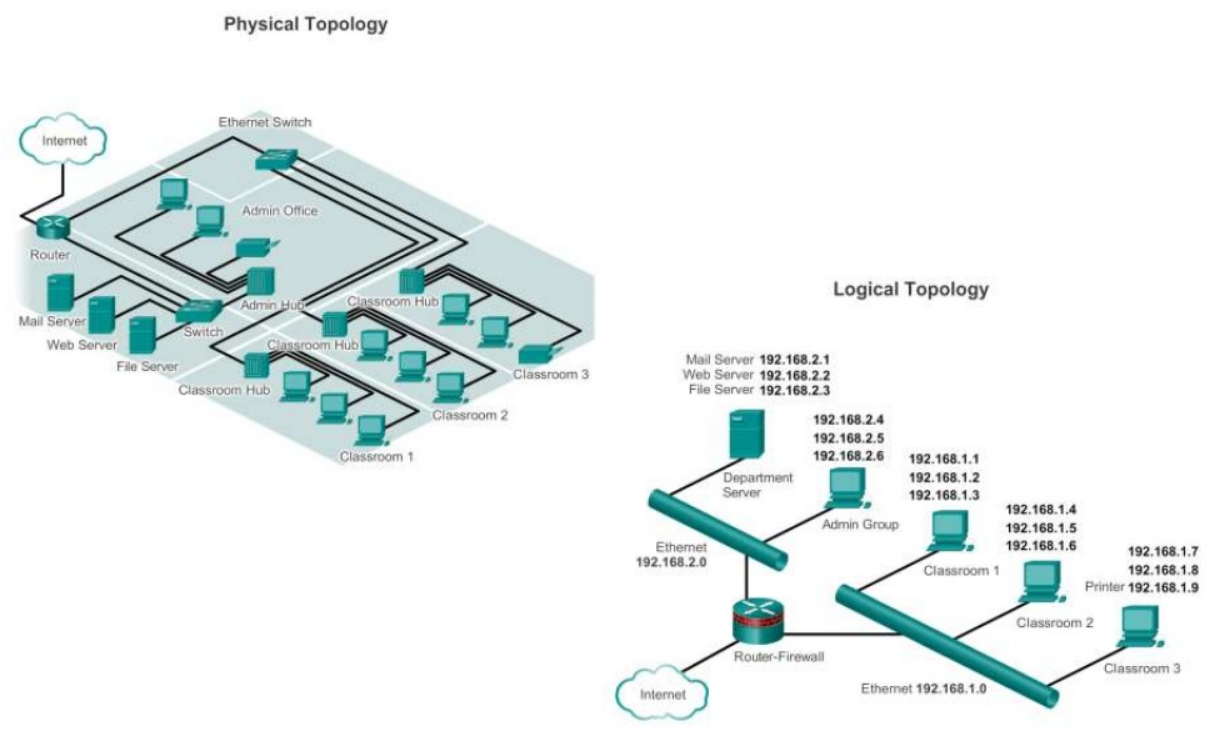 Physical Topology
Ethernet Switch
Internet
Admin Office
Router
Mail Server
Web Server
File Server
Switch
Admin Hub
Classroom Hub
Classroom Hub
Classroom Hub
Classroom 3
Classroom 2
Classroom 1
Logical Topology
Mail Server 192.168.2.1
Web Server 192.168.2.2
File Server 192.168.2.3
192.168.2.4
192.168.2.5
192.168.2.6
192.168.1.1
192.168.1.2
192.168.1.3
192.168.1.4
192.168.1.5
192.168.1.6
192.168.1.7
192.168.1.8
Printer 192.168.1.9
Department
Server
Admin Group
Ethernet
192.168.2.0
Classroom 1
Classroom 2
Classroom 3
Router-Firewall
Internet
Ethernet 192.168.1.0